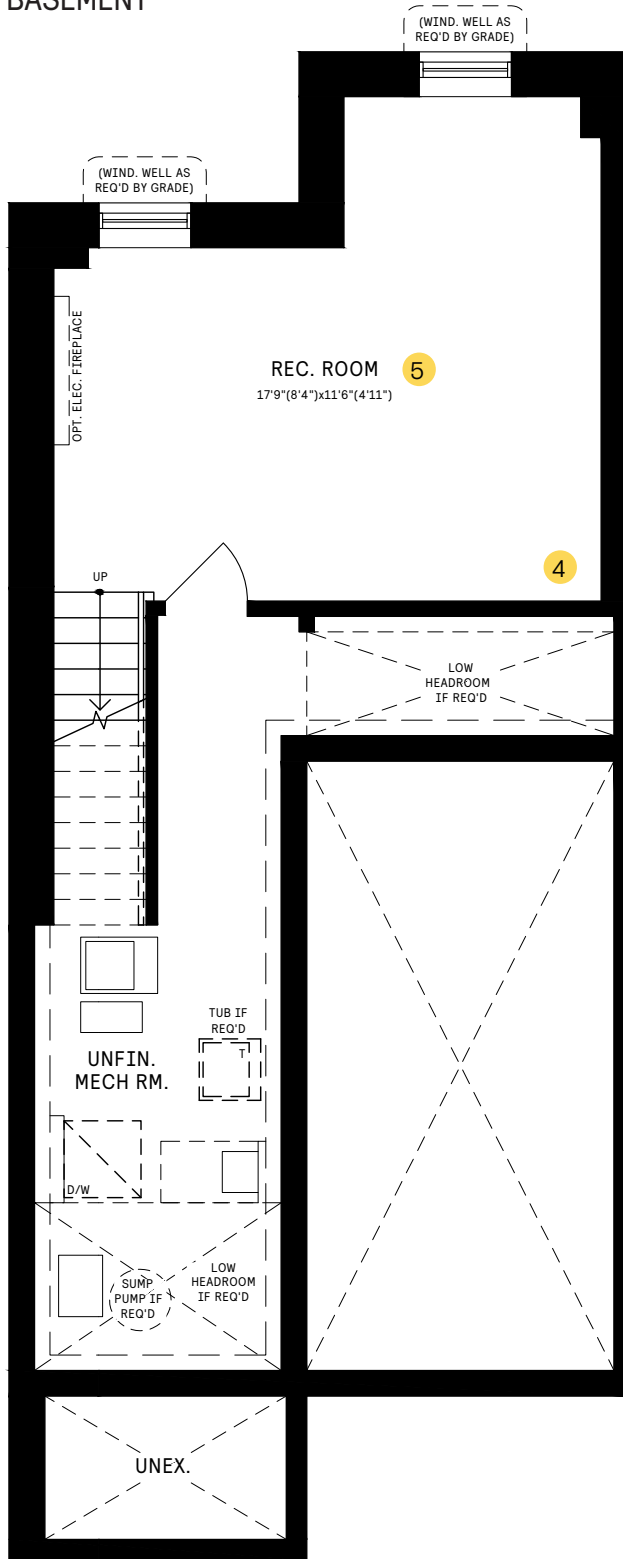 BASEMENT
(WIND. WELL AS
REQ'D BY GRADE)
(WIND. WELL AS
REQ'D BY GRADE)
OPT. ELEC. FIREPLACE
REC. ROOM 5
17'9"(8'4")x11'6"(4'11")
4
UP
LOW
HEADROOM
IF REQ'D
TUB IF
REQ'D
T
UNFIN.
MECH RM.
D/W
LOW
HEADROOM
IF REQ'D
SUMP
PUMP IF
REQ'D
UNEX.